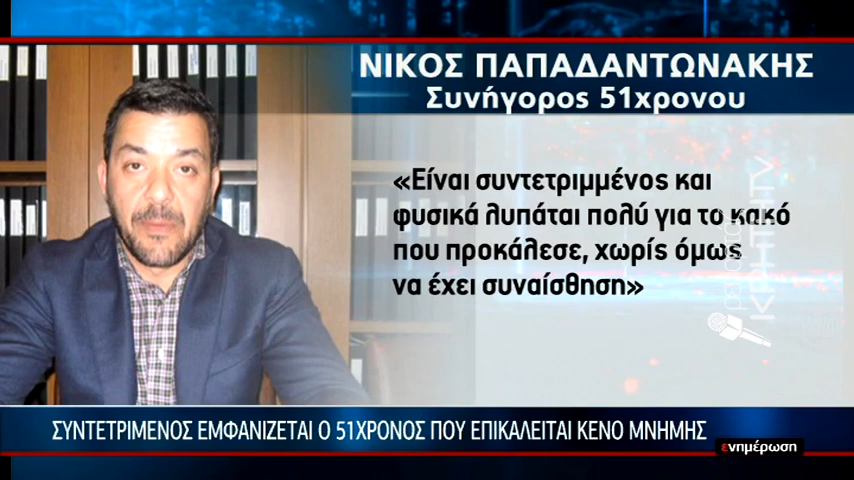 ΝΙΚΟΣ ΠΑΠΑΔΑΝΤΩΝΑΚΗΣ
Συνήγορος 51χρονου
«Είναι συντετριμμένος και
φυσικά λυπάται πολύ για το κακό
που προκάλεσε, χωρίς όμως
να έχει συναίσθηση»
ΚΡΗΤΗTV
ΣΥΝΤΕΤΡΙΜΕΝΟΣ ΕΜΦΑΝΙΖΕΤΑΙ Ο 51ΧΡΟΝΟΣ ΠΟΥ ΕΠΙΚΑΛΕΙΤΑΙ ΚΕΝΟ ΜΝΗΜΗΣ
ενημέρωση